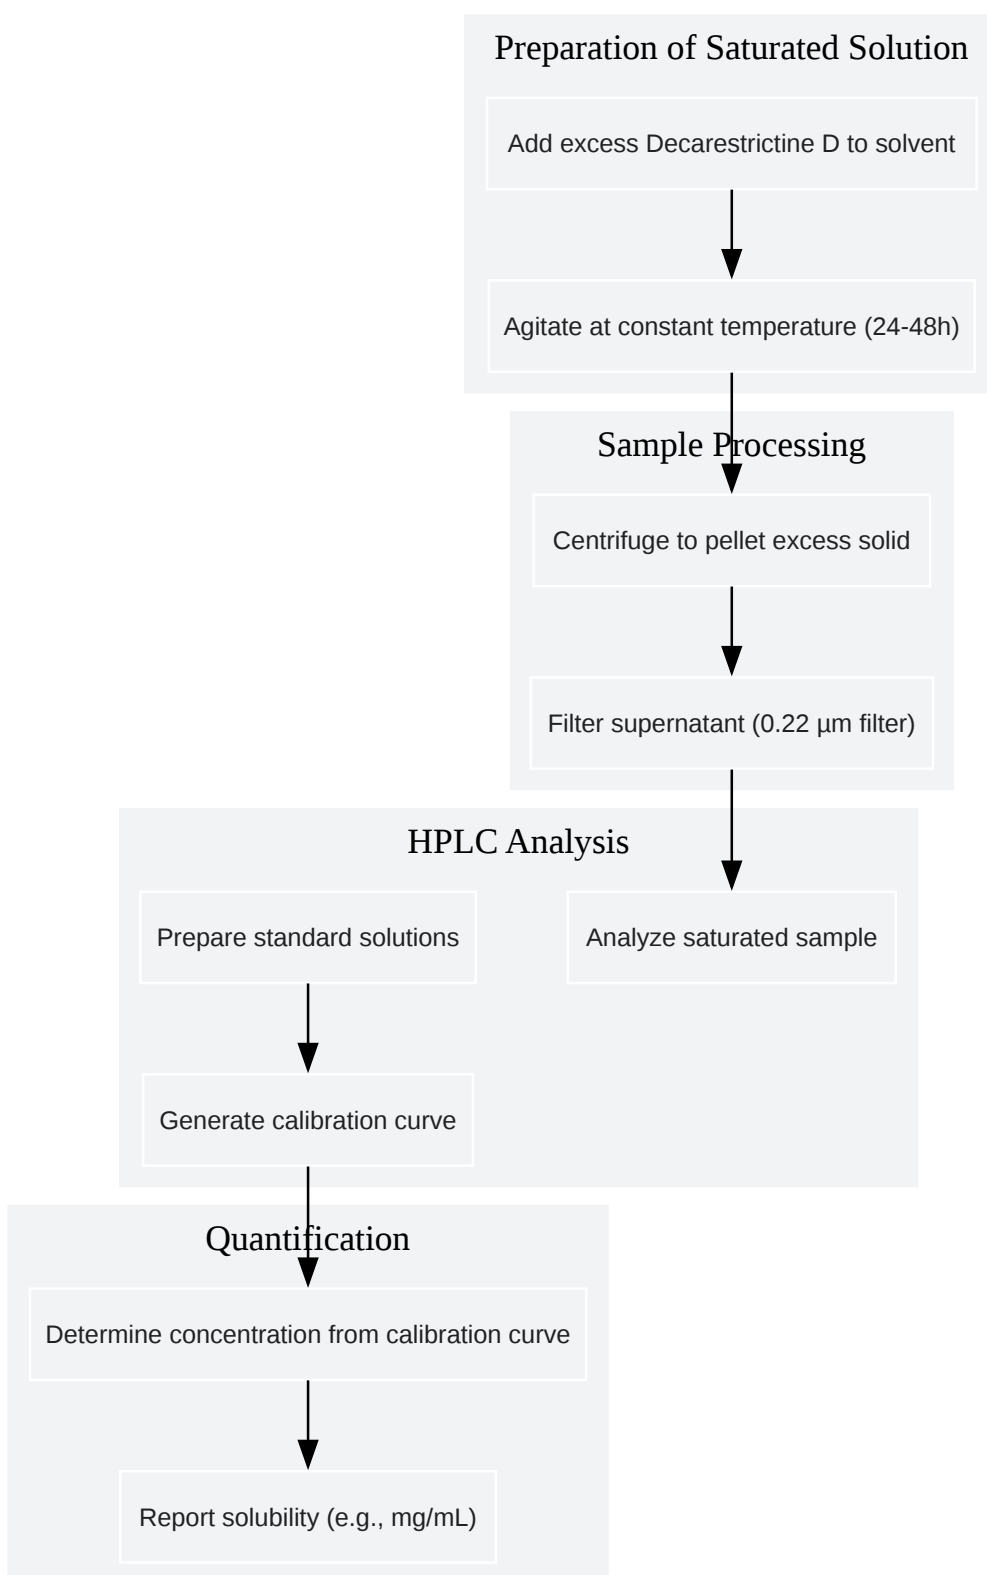 Preparation of Saturated Solution
Add excess Decarestrictine D to solvent
Agitate at constant temperature (24-48h)
Sample Processing
Centrifuge to pellet excess solid
Filter supernatant (0.22 µm filter)
HPLC Analysis
Prepare standard solutions
Analyze saturated sample
Generate calibration curve
Quantification
Determine concentration from calibration curve
Report solubility (e.g., mg/mL)